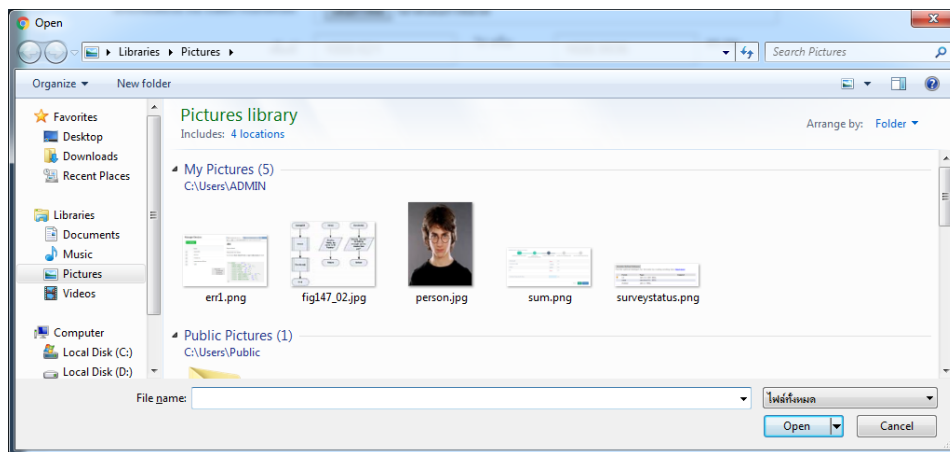 Open
Libraries
Pictures
Search Pictures
Organize
New folder
Favorites
Desktop
Downloads
Recent Places
Libraries
Documents
Music
Pictures
Videos
Computer
Local Disk (C:)
Local Disk (D:)
Pictures library
Includes: 4 locations
Arrange by: Folder
My Pictures (5)
C:\Users\ADMIN
err1.png
fig147_02.jpg
person.jpg
sum.png
surveystatus.png
Public Pictures (1)
C:\Users\Public
File name:
ไฟล์ทั้งหมด
Open
Cancel